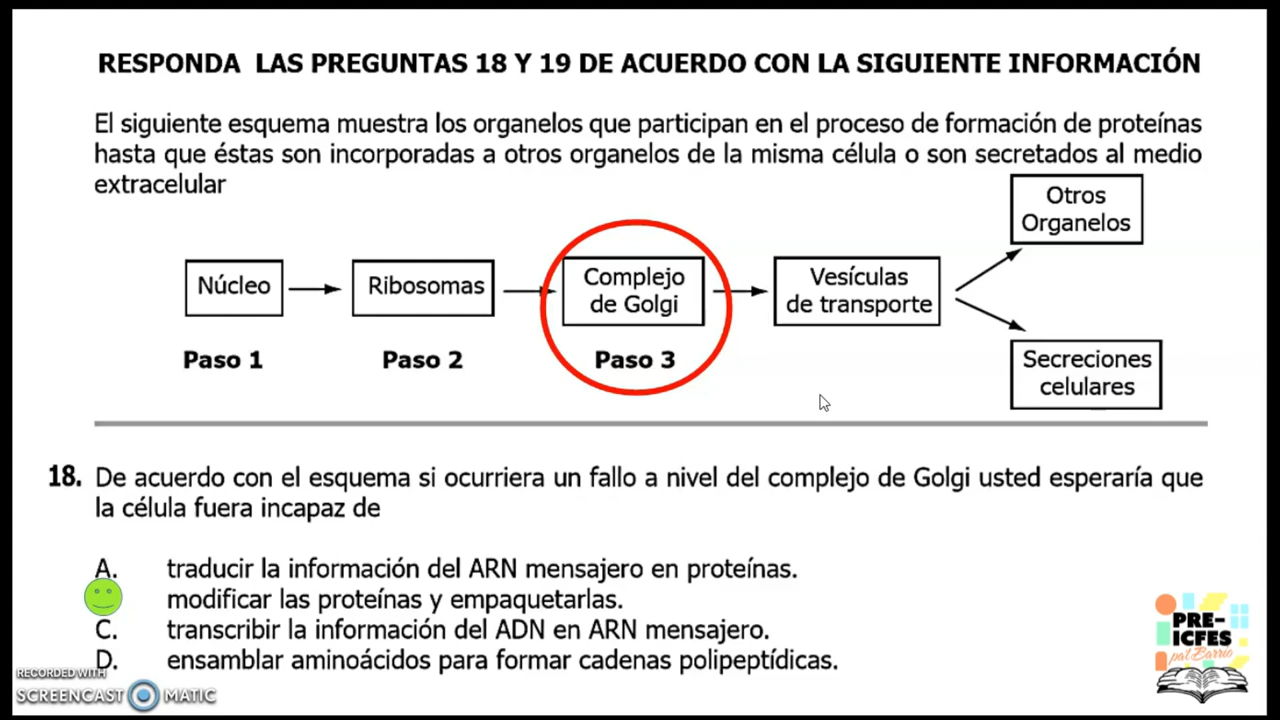 RESPONDA LAS PREGUNTAS 18 Y 19 DE ACUERDO CON LA SIGUIENTE INFORMACIÓN
El siguiente esquema muestra los organelos que participan en el proceso de formación de proteínas
hasta que éstas son incorporadas a otros organelos de la misma célula o son secretados al medio
extracelular
Otros
Organelos
Núcleo
Ribosomas
Complejo
de Golgi
Vesículas
de transporte
Paso 1
Paso 2
Paso 3
Secreciones
celulares
18. De acuerdo con el esquema si ocurriera un fallo a nivel del complejo de Golgi usted esperaría que
la célula fuera incapaz de
A. traducir la información del ARN mensajero en proteínas.
modificar las proteínas y empaquetarlas.
C. transcribir la información del ADN en ARN mensajero.
D. ensamblar aminoácidos para formar cadenas polipeptídicas.
PRE-
ICFES
pal Barrio
RECORDED WITH
SCREENCAST MATIC